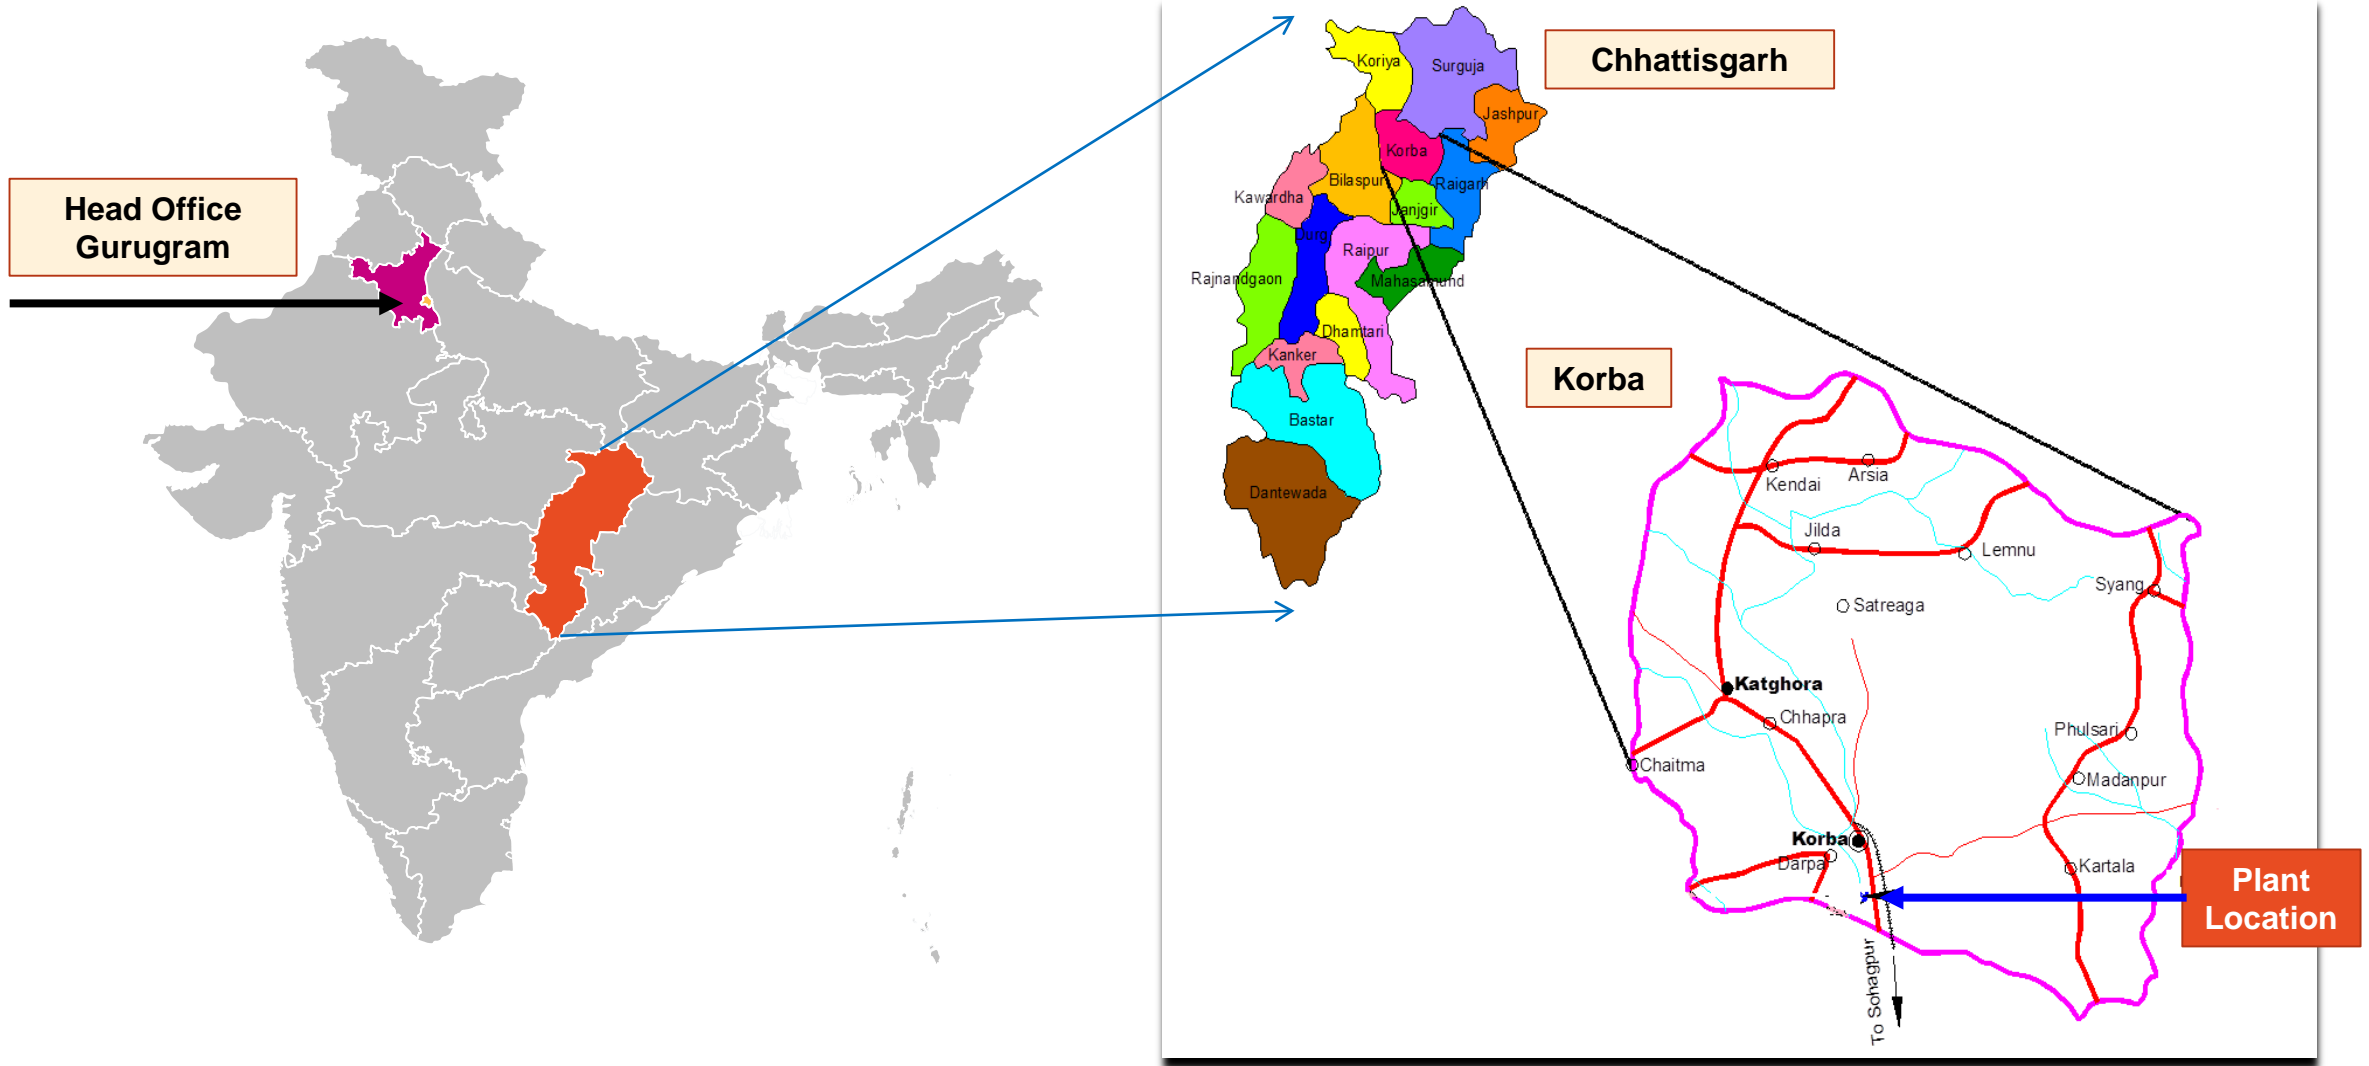 Head Office
Gurugram
Chhattisgarh
Koriya
Surguja
Jashpur
Korba
Bilaspur
Raigarh
Kawardha
Janjgir
Durg
Raipur
Rajnandgaon
Mahasamund
Dhamtari
Kanker
Bastar
Dantewada
Korba
Kendai
Arsia
Jilda
Lemnu
Syang
Satreaga
Katghora
Chhapra
Phulsari
Chaitma
Madanpur
Korba
Darpa
Kartala
Plant
Location
To Sohagpur